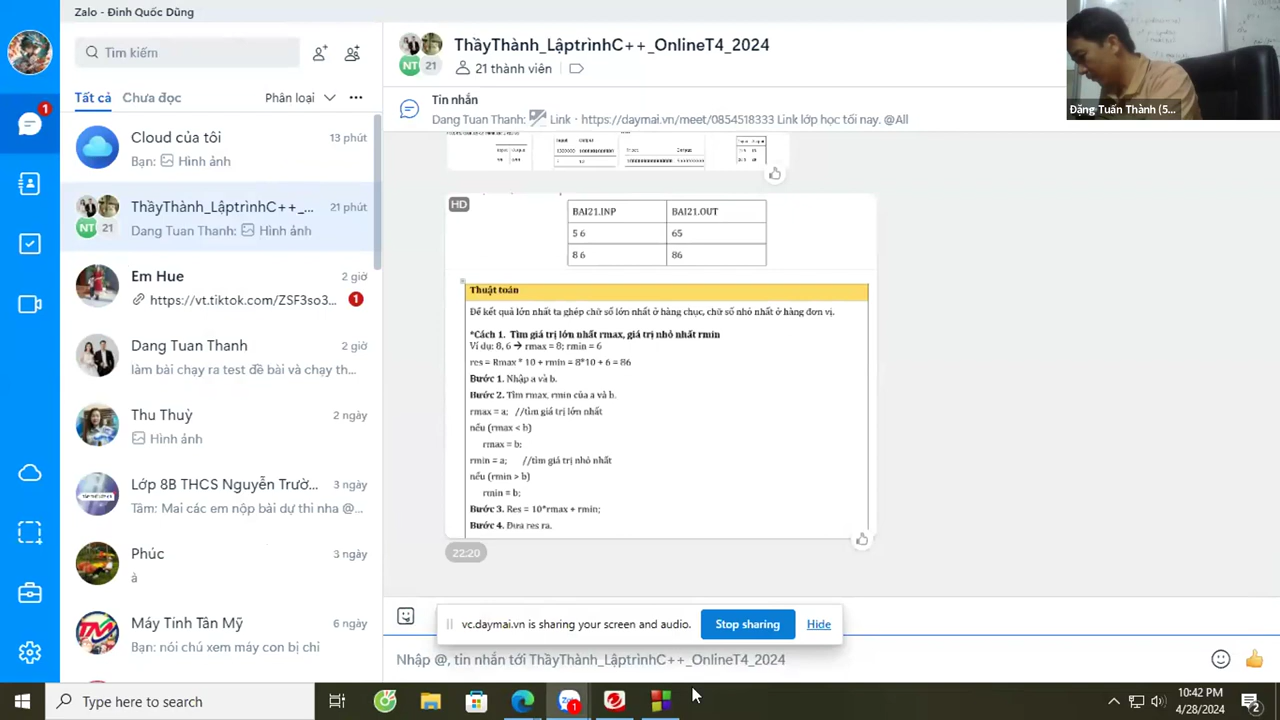 Zalo - Đinh Quốc Dũng
Tìm kiếm
Tất cả
Chưa đọc
Phân loại
1
Cloud của tôi
13 phút
Bạn: Hình ảnh
ThầyThành_LậptrìnhC++_...
21 phút
Dang Tuan Thanh: Hình ảnh
NT
21
Em Hue
2 giờ
https://vt.tiktok.com/ZSF3so3...
1
Dang Tuan Thanh
2 giờ
làm bài chạy ra test đề bài và chạy th...
Thu Thuỷ
2 ngày
Hình ảnh
Lớp 8B THCS Nguyễn Trườ...
3 ngày
Tâm: Mai các em nộp bài dự thi nha @...
Phúc
3 ngày
à
Máy Tính Tân Mỹ
6 ngày
Bạn: nói chú xem máy con bị chi
TM
ThầyThành_LậptrìnhC++_OnlineT4_2024
NT
21
21 thành viên
Tin nhắn
Dang Tuan Thanh: Link - https://daymai.vn/meet/0854518333 Link lớp học tối nay. @All
Đặng Tuấn Thành (5...
Input
Output
HD
BAI21.INP
BAI21.OUT
5 6
65
8 6
86
Thuật toán
Để kết quả lớn nhất ta ghép chữ số lớn nhất ở hàng chục, chữ số nhỏ nhất ở hàng đơn vị.
*Cách 1. Tìm giá trị lớn nhất rmax, giá trị nhỏ nhất rmin
Ví dụ: 8, 6 → rmax = 8; rmin = 6
res = Rmax * 10 + rmin = 8*10 + 6 = 86
Bước 1. Nhập a và b.
Bước 2. Tìm rmax, rmin của a và b.
rmax = a; //tìm giá trị lớn nhất
nếu (rmax < b)
rmax = b;
rmin = a; //tìm giá trị nhỏ nhất
nếu (rmin > b)
rmin = b;
Bước 3. Res = 10*rmax + rmin;
Bước 4. Đưa res ra.
22:20
vc.daymai.vn is sharing your screen and audio.
Stop sharing
Hide
Nhập @, tin nhắn tới ThầyThành_LậptrìnhC++_OnlineT4_2024
Type here to search
1
10:42 PM
4/28/2024
2